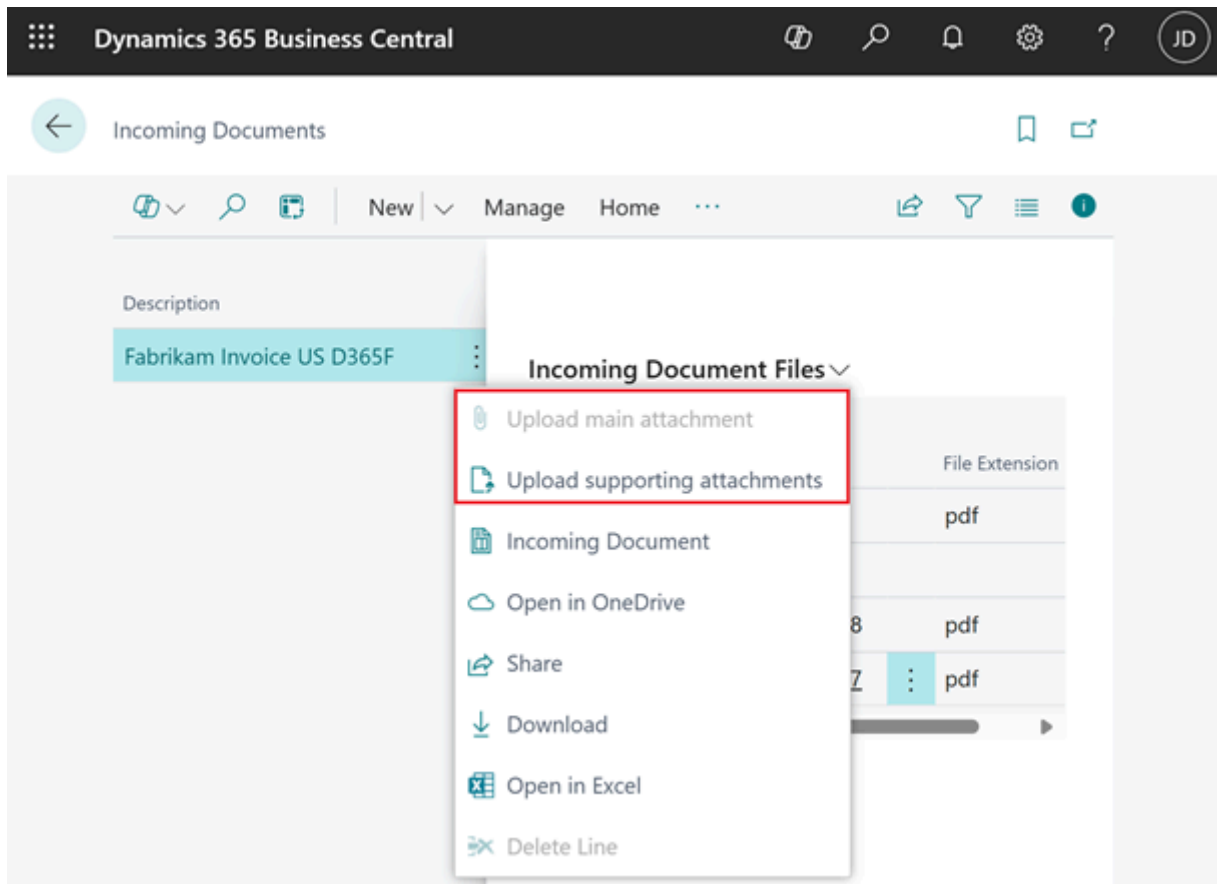 Dynamics 365 Business Central
JD
Incoming Documents
New
Manage
Home
Description
Fabrikam Invoice US D365F
Incoming Document Files
Upload main attachment
File Extension
Upload supporting attachments
pdf
Incoming Document
Open in OneDrive
8
pdf
Share
7
pdf
Download
Open in Excel
Delete Line